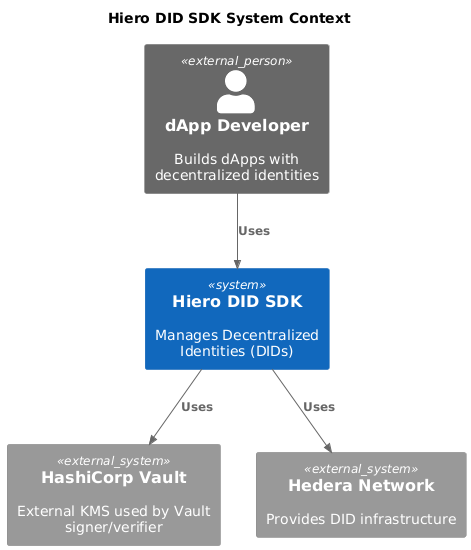 Hiero DID SDK System Context
«external_person»
dApp Developer
Builds dApps with
decentralized identities
Uses
«system»
Hiero DID SDK
Manages Decentralized
Identities (DIDs)
Uses
Uses
«external_system»
HashiCorp Vault
External KMS used by Vault
signer/verifier
«external_system»
Hedera Network
Provides DID infrastructure